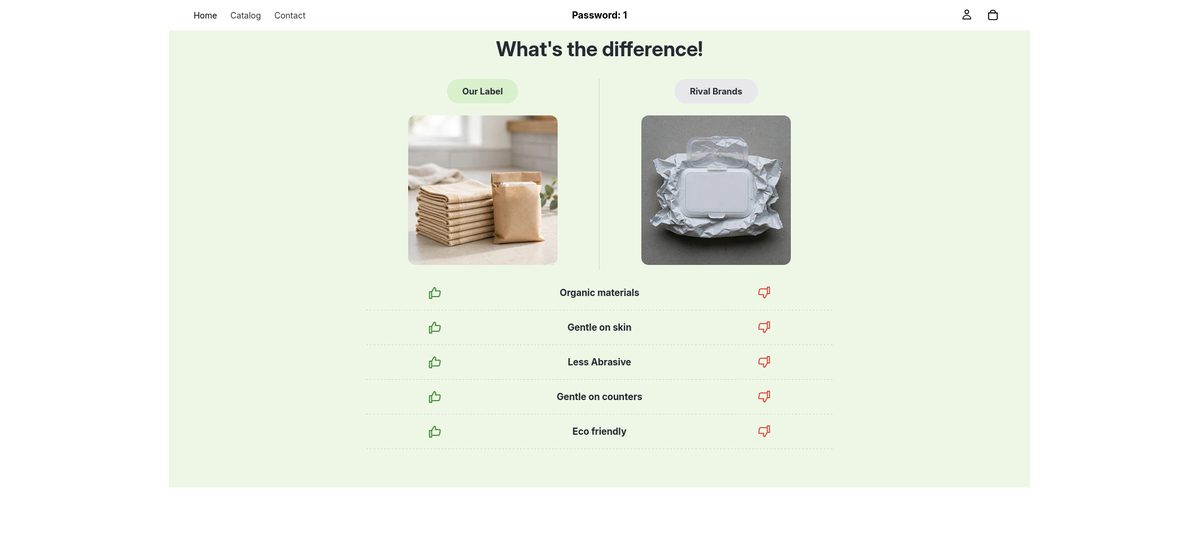 Home Catalog Contact
Password: 1
What's the difference!
Our Label
Rival Brands
Organic materials
Gentle on skin
Less Abrasive
Gentle on counters
Eco friendly